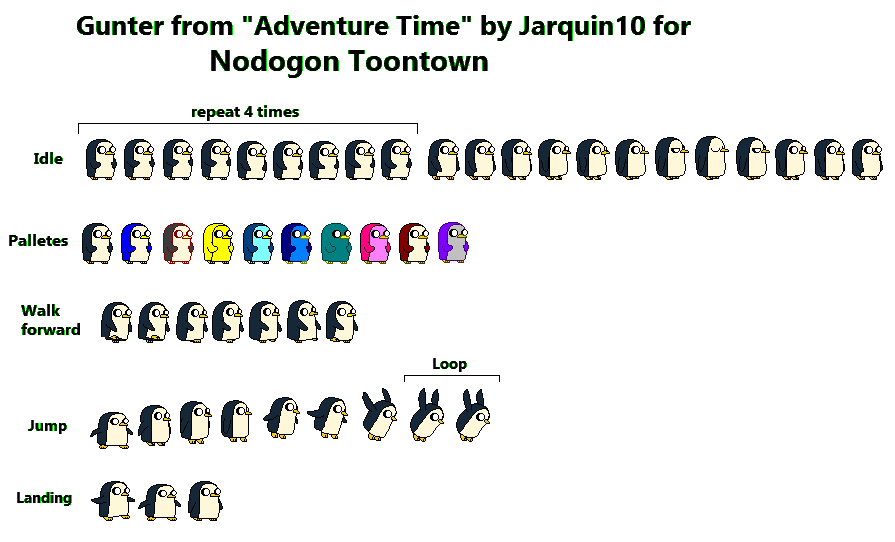 Gunter from "Adventure Time" by Jarquin10 for
Nodogon Toontown
repeat 4 times
Idle
Palletes
Walk
forward
Loop
Jump
Landing